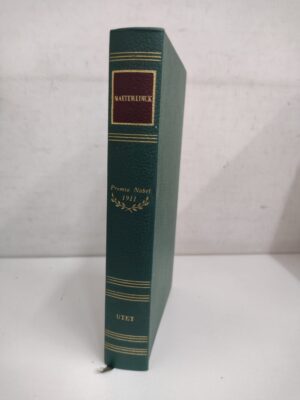 MAETERLINCK
Premio Nobel
1911
UTET